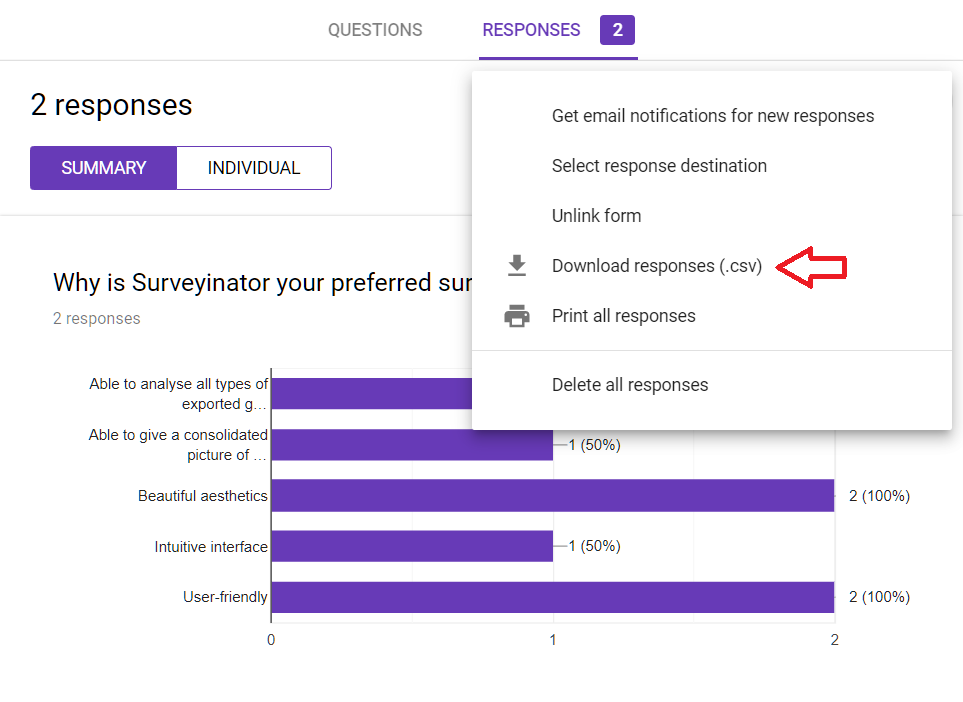 QUESTIONS
RESPONSES 2
2 responses
SUMMARY
INDIVIDUAL
Get email notifications for new responses
Select response destination
Unlink form
Download responses (.csv)
Print all responses
Delete all responses
Why is Surveyinator your preferred
2 responses
Able to analyse all types of
exported g...
Able to give a consolidated
picture of ...
1 (50%)
Beautiful aesthetics
2 (100%)
Intuitive interface
1 (50%)
User-friendly
2 (100%)
0 1 2